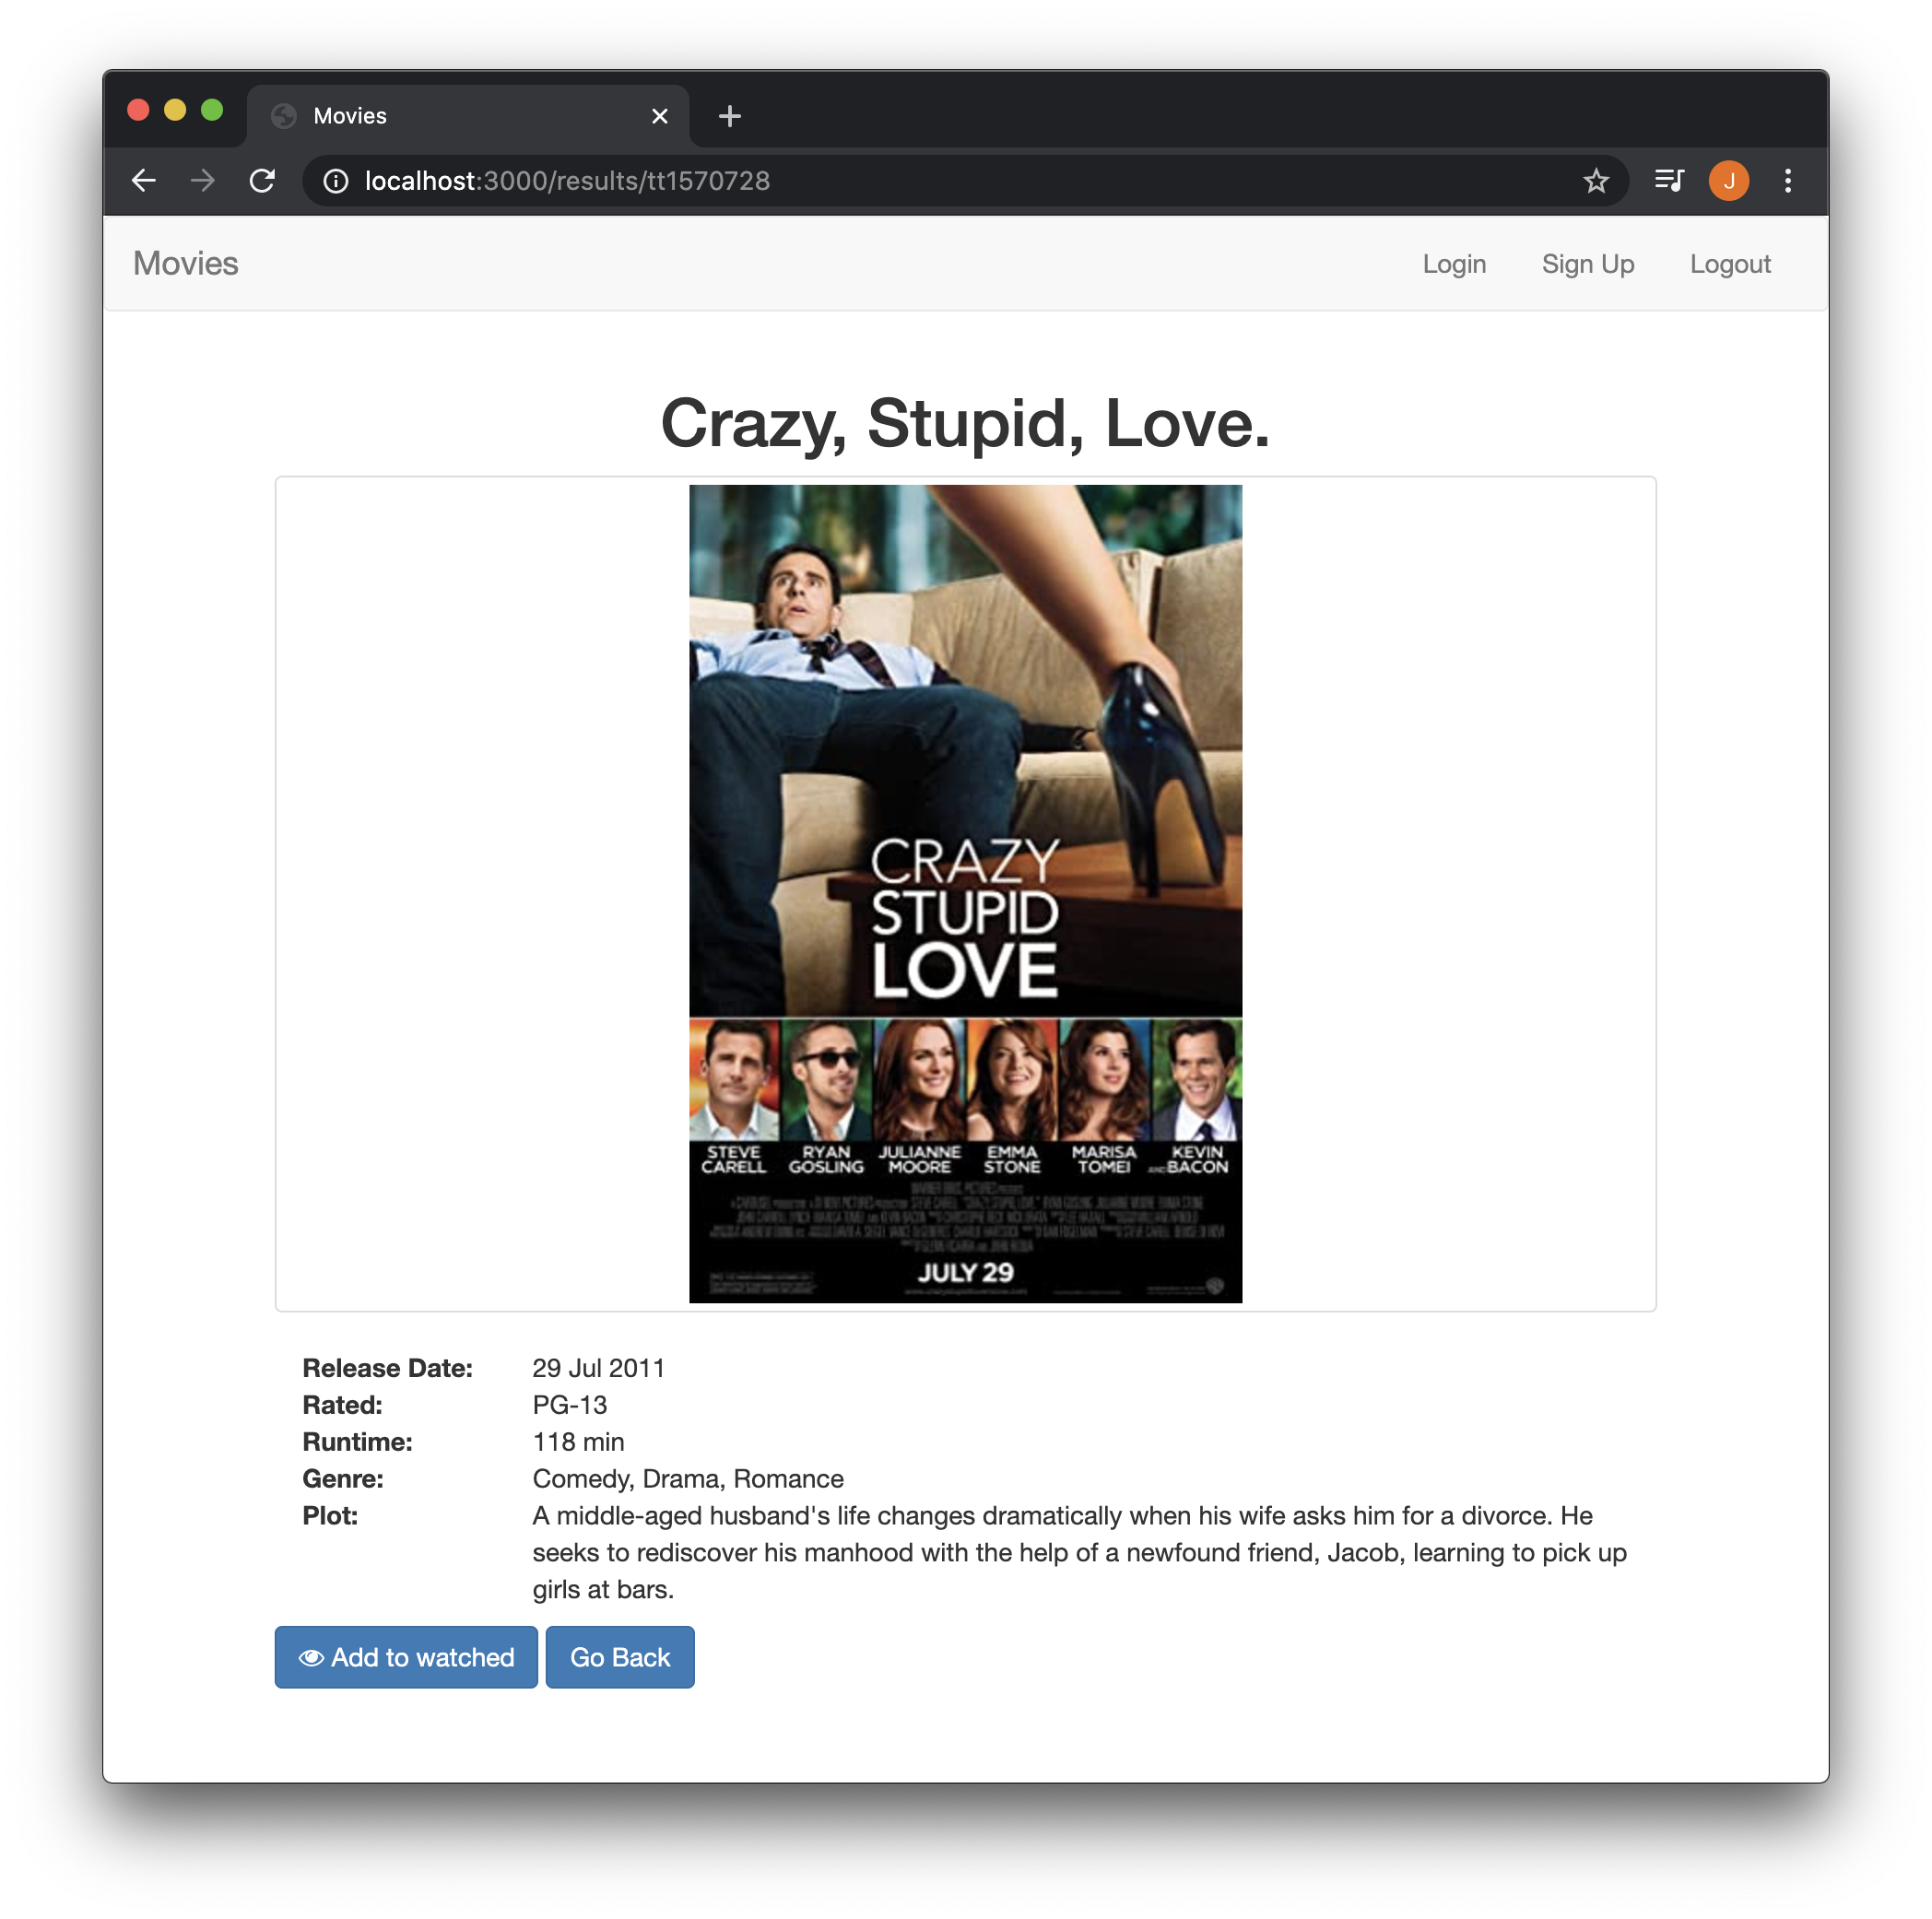 Movies
localhost:3000/results/tt1570728
J
Movies
Login
Sign Up
Logout
Crazy, Stupid, Love.
CRAZY
STUPID
LOVE
STEVE CARELL
RYAN GOSLING
JULIANNE MOORE
EMMA STONE
MARISA TOMEI
KEVIN BACON
JULY 29
Release Date: 29 Jul 2011
Rated: PG-13
Runtime: 118 min
Genre: Comedy, Drama, Romance
Plot: A middle-aged husband's life changes dramatically when his wife asks him for a divorce. He
seeks to rediscover his manhood with the help of a newfound friend, Jacob, learning to pick up
girls at bars.
Add to watched
Go Back